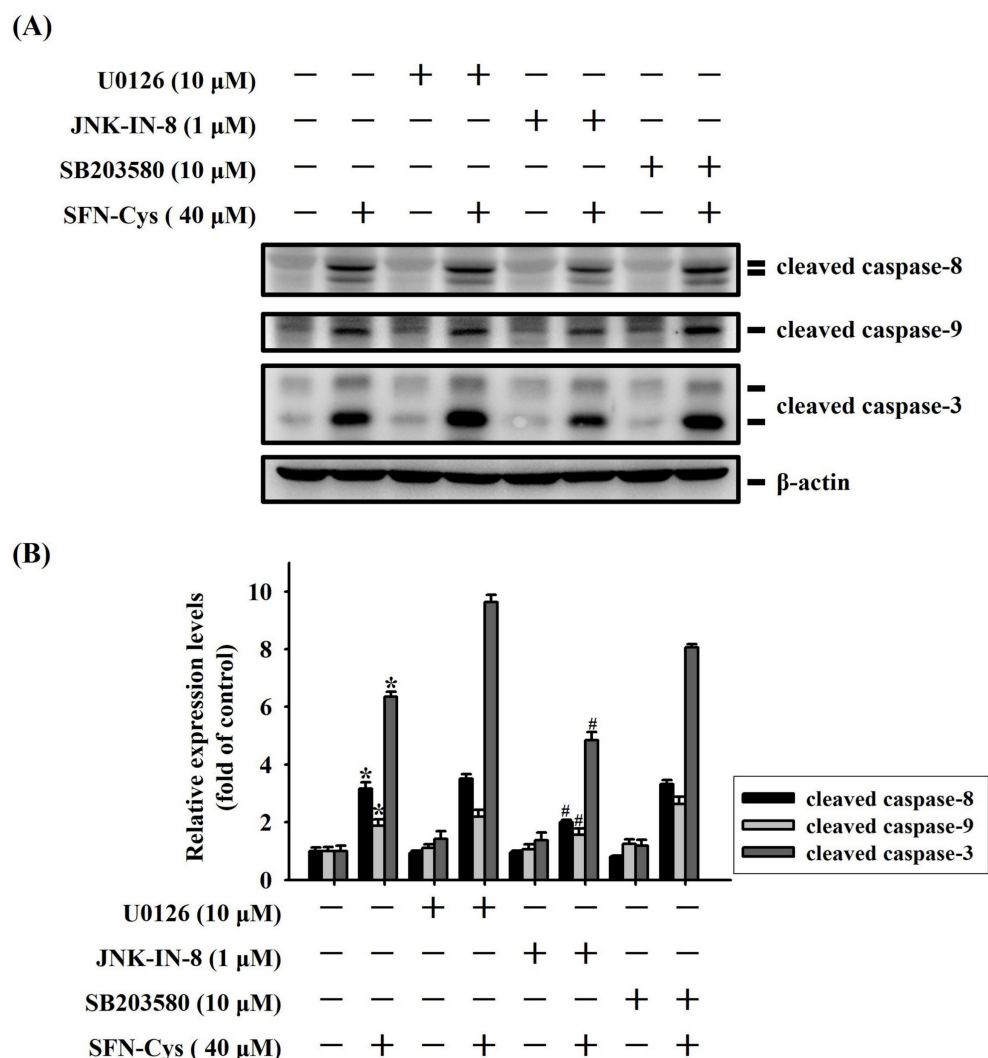 (A)
U0126 (10 μM) — — + + — — — —
JNK-IN-8 (1 μM) — — — — + + — —
SB203580 (10 μM) — — — — — — + +
SFN-Cys ( 40 μM) — + — + — + — +
cleaved caspase-8
cleaved caspase-9
cleaved caspase-3
β-actin
(B)
Relative expression levels
(fold of control)
10
8
6
4
2
0
* * *
# # #
cleaved caspase-8
cleaved caspase-9
cleaved caspase-3
U0126 (10 μM) — — + + — — — —
JNK-IN-8 (1 μM) — — — — + + — —
SB203580 (10 μM) — — — — — — + +
SFN-Cys ( 40 μM) — + — + — + — +